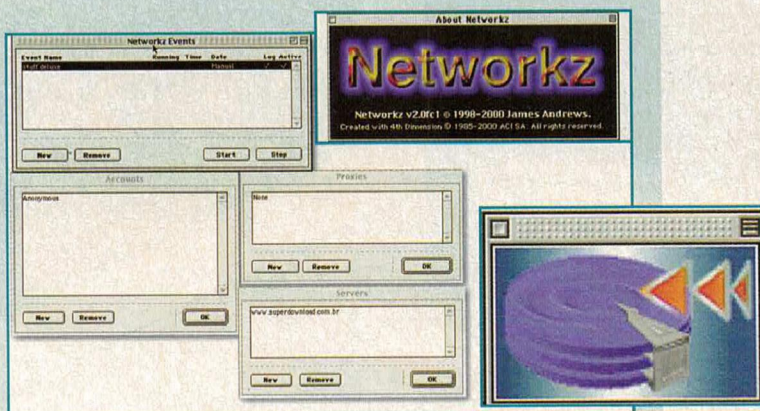 Networkz Events
Event Name Running Time Date Log Active
stuff deluxe Manual ✓ ✓
New Remove Start Stop
About Networkz
Networkz
Networkz v2.0fc1 © 1998-2000 James Andrews.
Created with 4th Dimension © 1985-2000 ACI SA. All rights reserved.
Accounts
Anonymous
New Remove OK
Proxies
None
New Remove OK
Servers
www.superdownload.com.br
New Remove OK